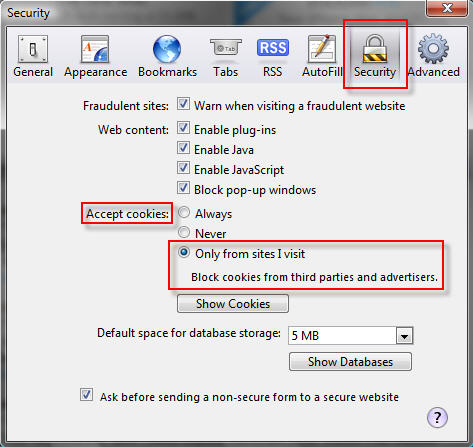 Security
General Appearance Bookmarks Tabs RSS AutoFill Security Advanced
Tab
RSS
Fraudulent sites: Warn when visiting a fraudulent website
Web content: Enable plug-ins
Enable Java
Enable JavaScript
Block pop-up windows
Accept cookies: Always
Never
Only from sites I visit
Block cookies from third parties and advertisers.
Show Cookies
Default space for database storage: 5 MB
Show Databases
Ask before sending a non-secure form to a secure website
?